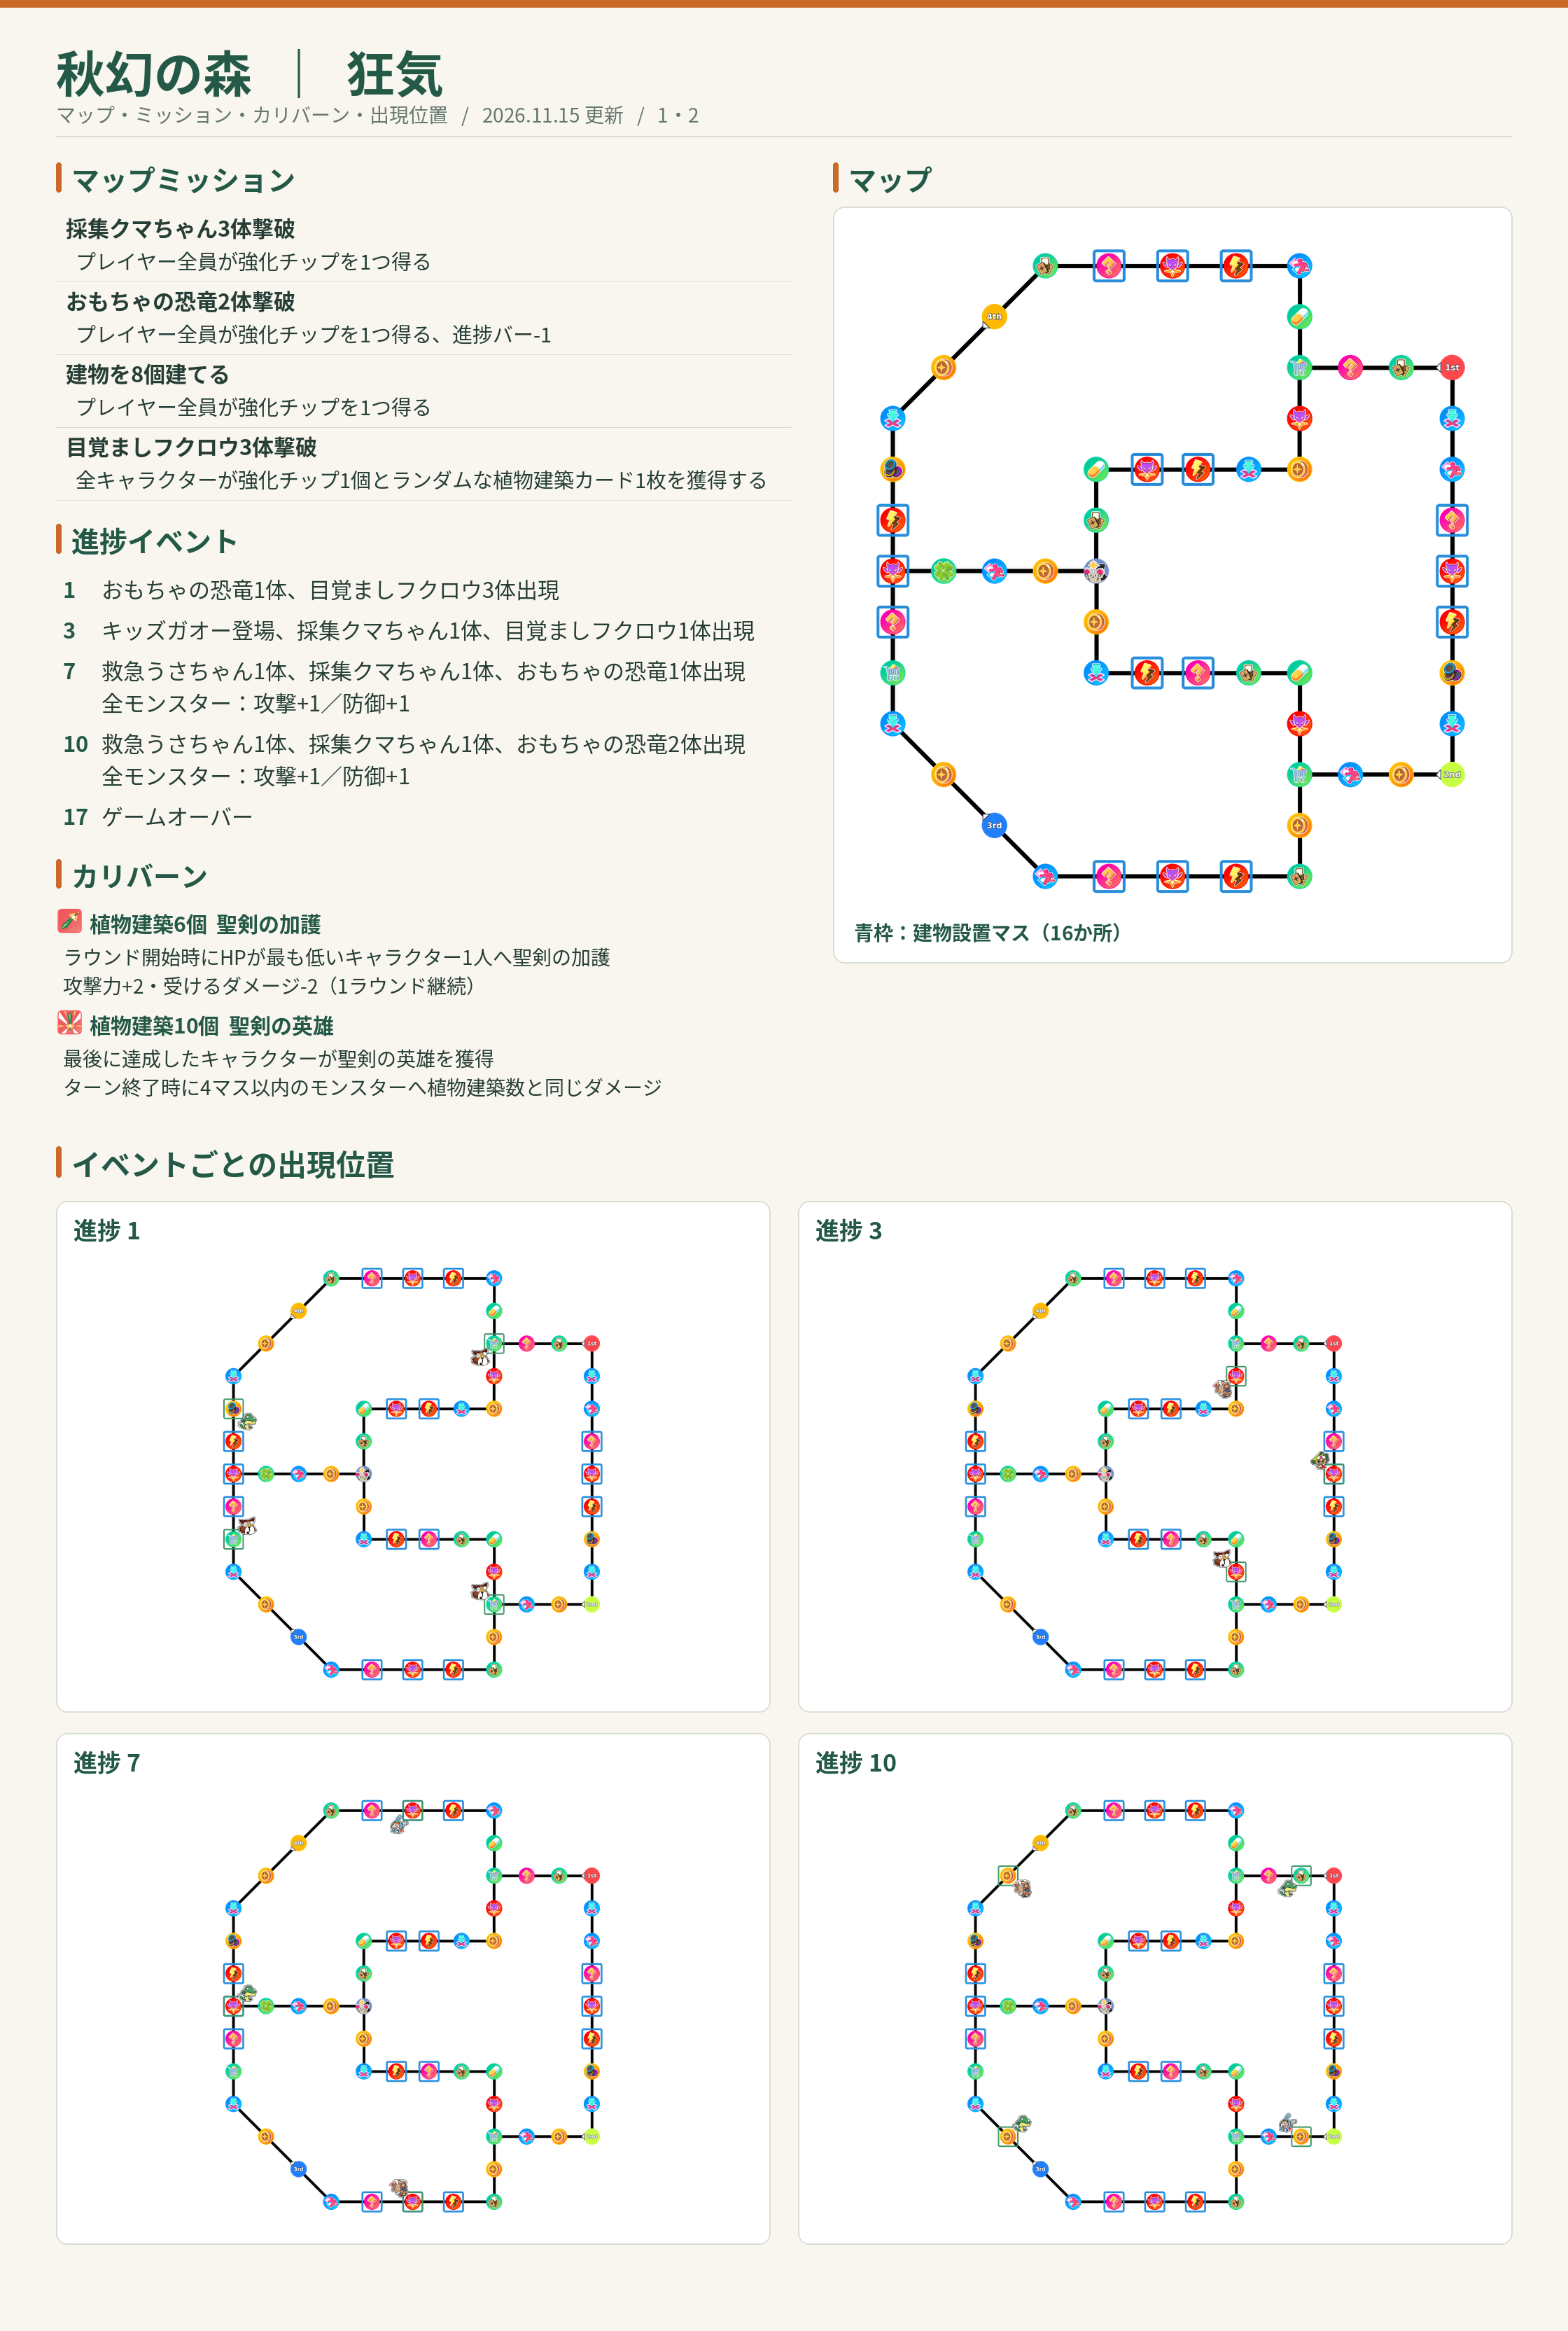 秋幻の森 ｜ 狂気
マップ・ミッション・カリバーン・出現位置 / 2026.11.15 更新 / 1・2
マップミッション
採集クマちゃん3体撃破
プレイヤー全員が強化チップを1つ得る
おもちゃの恐竜2体撃破
プレイヤー全員が強化チップを1つ得る、進捗バー-1
建物を8個建てる
プレイヤー全員が強化チップを1つ得る
目覚ましフクロウ3体撃破
全キャラクターが強化チップ1個とランダムな植物建築カード1枚を獲得する
進捗イベント
1 おもちゃの恐竜1体、目覚ましフクロウ3体出現
3 キッズガオー登場、採集クマちゃん1体、目覚ましフクロウ1体出現
7 救急うさちゃん1体、採集クマちゃん1体、おもちゃの恐竜1体出現
全モンスター：攻撃+1／防御+1
10 救急うさちゃん1体、採集クマちゃん1体、おもちゃの恐竜2体出現
全モンスター：攻撃+1／防御+1
17 ゲームオーバー
カリバーン
植物建築6個 聖剣の加護
ラウンド開始時にHPが最も低いキャラクター1人へ聖剣の加護
攻撃力+2・受けるダメージ-2（1ラウンド継続）
植物建築10個 聖剣の英雄
最後に達成したキャラクターが聖剣の英雄を獲得
ターン終了時に4マス以内のモンスターへ植物建築数と同じダメージ
マップ
4th
1st
2nd
3rd
青枠：建物設置マス（16か所）
イベントごとの出現位置
進捗 1
4th
1st
2nd
3rd
進捗 3
4th
1st
2nd
3rd
進捗 7
4th
1st
2nd
3rd
進捗 10
4th
1st
2nd
3rd